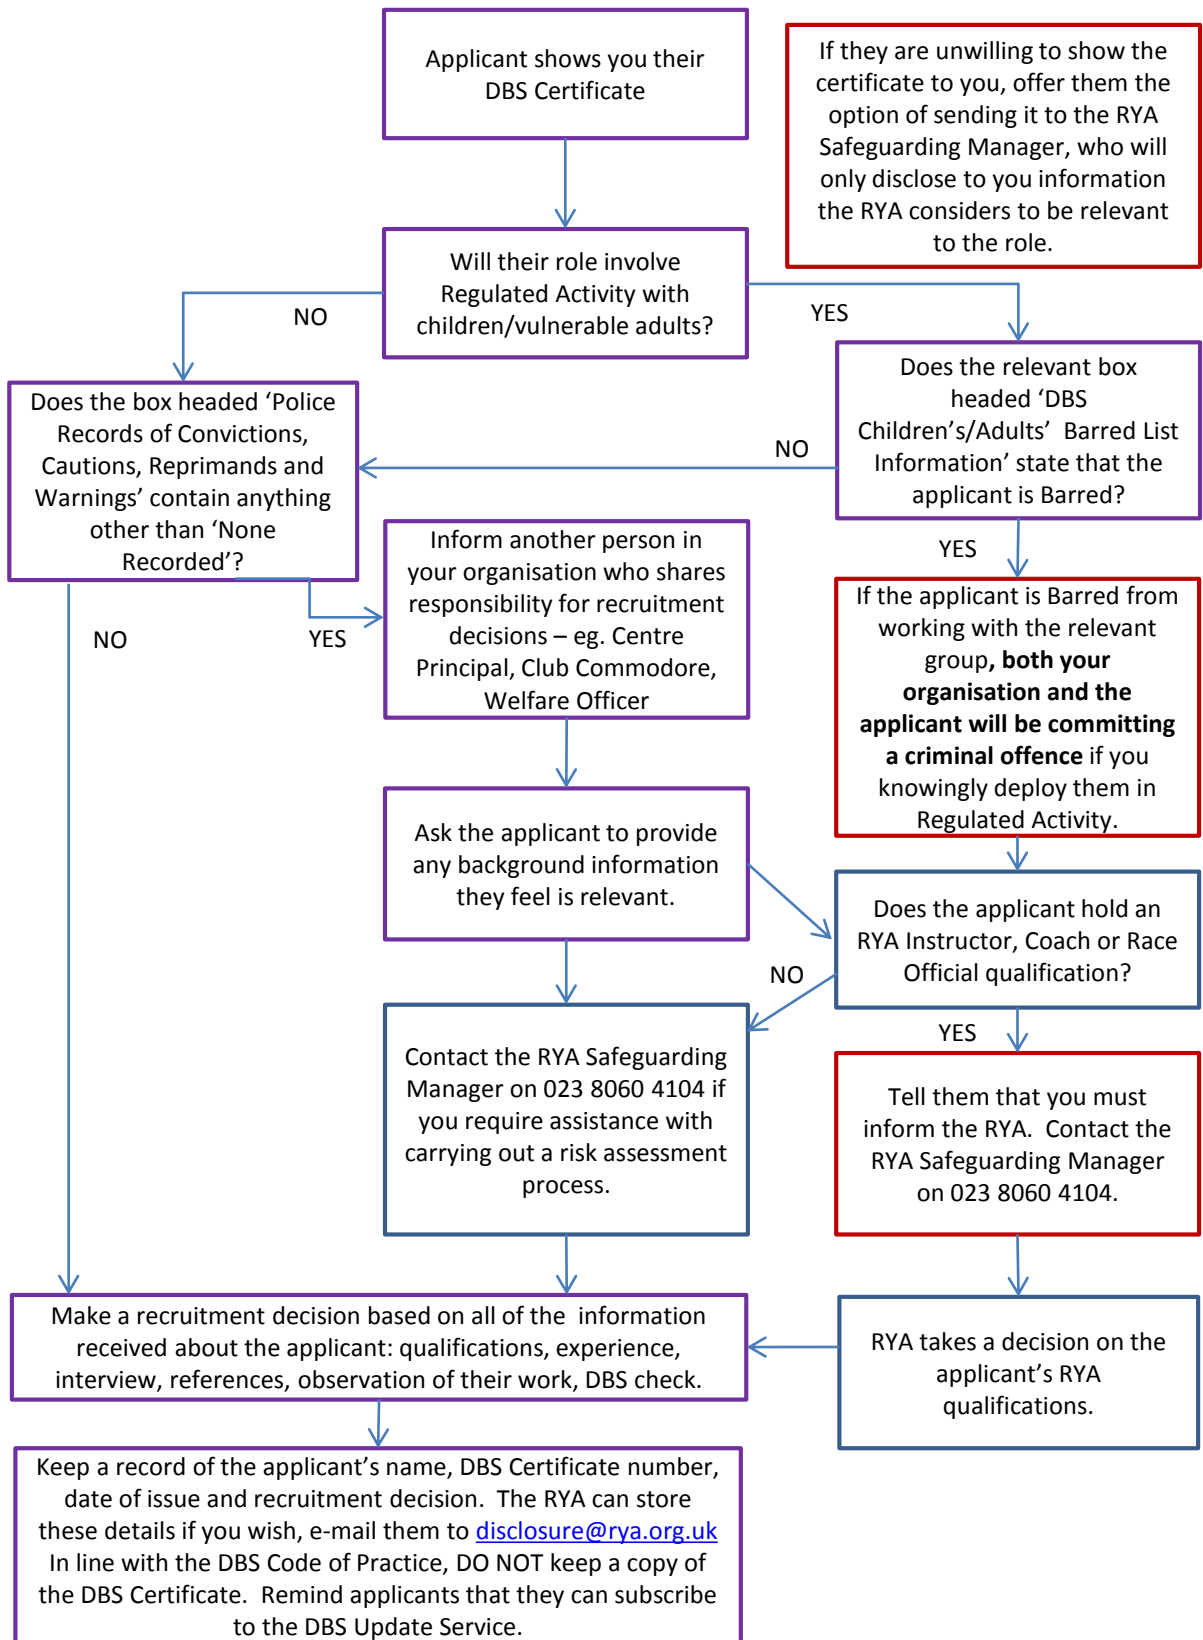 Applicant shows you their
DBS Certificate
If they are unwilling to show the
certificate to you, offer them the
option of sending it to the RYA
Safeguarding Manager, who will
only disclose to you information
the RYA considers to be relevant
to the role.
Will their role involve
Regulated Activity with
children/vulnerable adults?
NO
YES
Does the box headed ‘Police
Records of Convictions,
Cautions, Reprimands and
Warnings’ contain anything
other than ‘None
Recorded’?
Does the relevant box
headed ‘DBS
Children’s/Adults’ Barred List
Information’ state that the
applicant is Barred?
NO
YES
NO
YES
Inform another person in
your organisation who shares
responsibility for recruitment
decisions – eg. Centre
Principal, Club Commodore,
Welfare Officer
If the applicant is Barred from
working with the relevant
group, both your
organisation and the
applicant will be committing
a criminal offence if you
knowingly deploy them in
Regulated Activity.
Ask the applicant to provide
any background information
they feel is relevant.
Does the applicant hold an
RYA Instructor, Coach or Race
Official qualification?
NO
YES
Contact the RYA Safeguarding
Manager on 023 8060 4104 if
you require assistance with
carrying out a risk assessment
process.
Tell them that you must
inform the RYA. Contact the
RYA Safeguarding Manager
on 023 8060 4104.
Make a recruitment decision based on all of the information
received about the applicant: qualifications, experience,
interview, references, observation of their work, DBS check.
RYA takes a decision on the
applicant’s RYA
qualifications.
Keep a record of the applicant’s name, DBS Certificate number,
date of issue and recruitment decision. The RYA can store
these details if you wish, e-mail them to disclosure@rya.org.uk
In line with the DBS Code of Practice, DO NOT keep a copy of
the DBS Certificate. Remind applicants that they can subscribe
to the DBS Update Service.